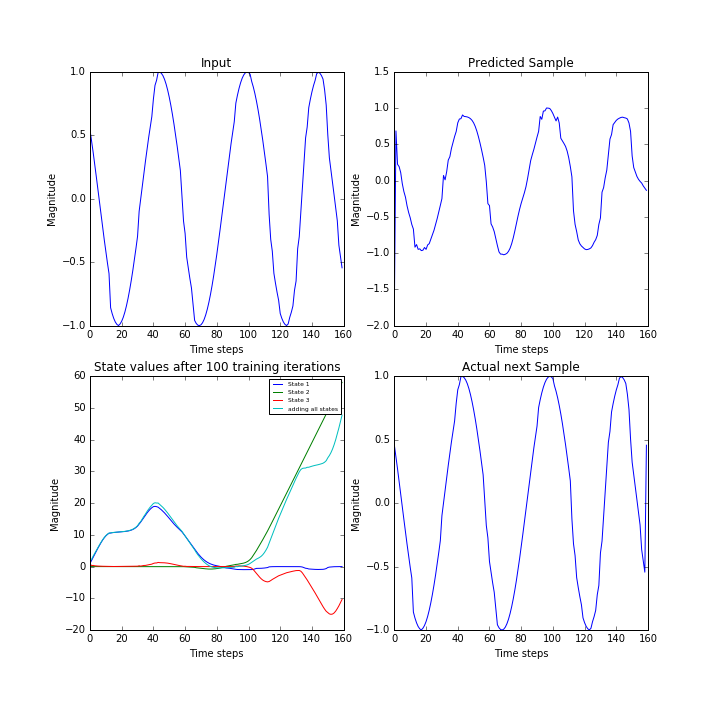 Input
1.0
0.5
0.0
−0.5
−1.0
Magnitude
0 20 40 60 80 100 120 140 160
Time steps
Predicted Sample
1.5
1.0
0.5
0.0
−0.5
−1.0
−1.5
−2.0
Magnitude
0 20 40 60 80 100 120 140 160
Time steps
State values after 100 training iterations
60
50
40
30
20
10
0
−10
−20
Magnitude
State 1
State 2
State 3
adding all states
0 20 40 60 80 100 120 140 160
Time steps
Actual next Sample
1.0
0.5
0.0
−0.5
−1.0
Magnitude
0 20 40 60 80 100 120 140 160
Time steps